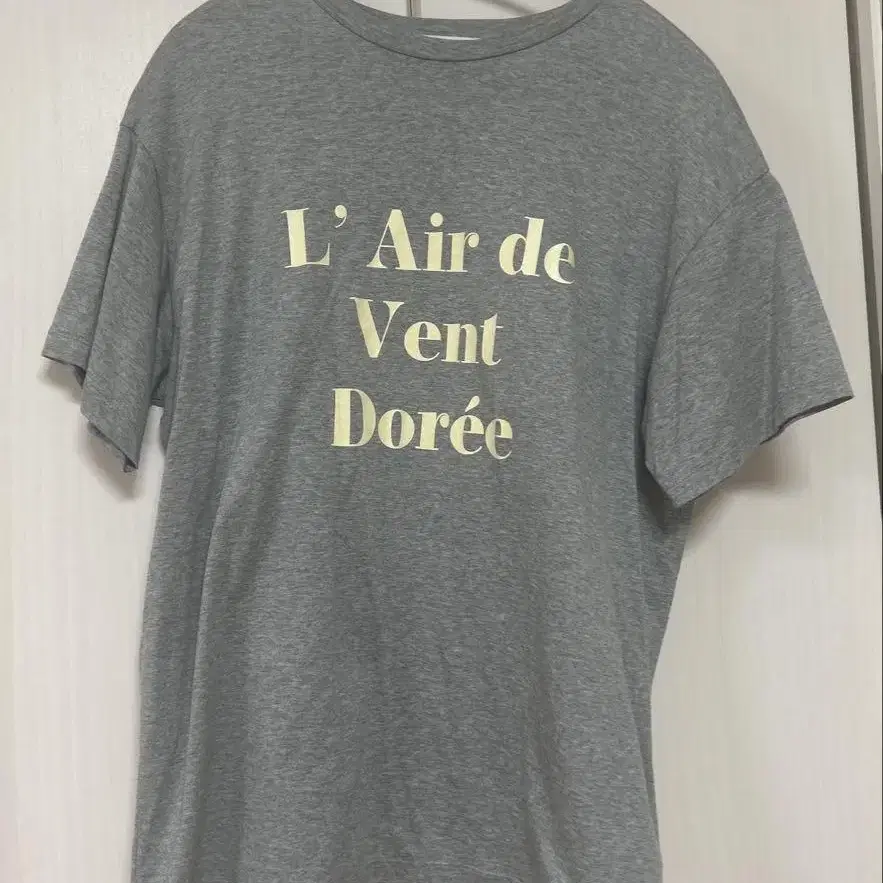 L' Air de
Vent
Dorée